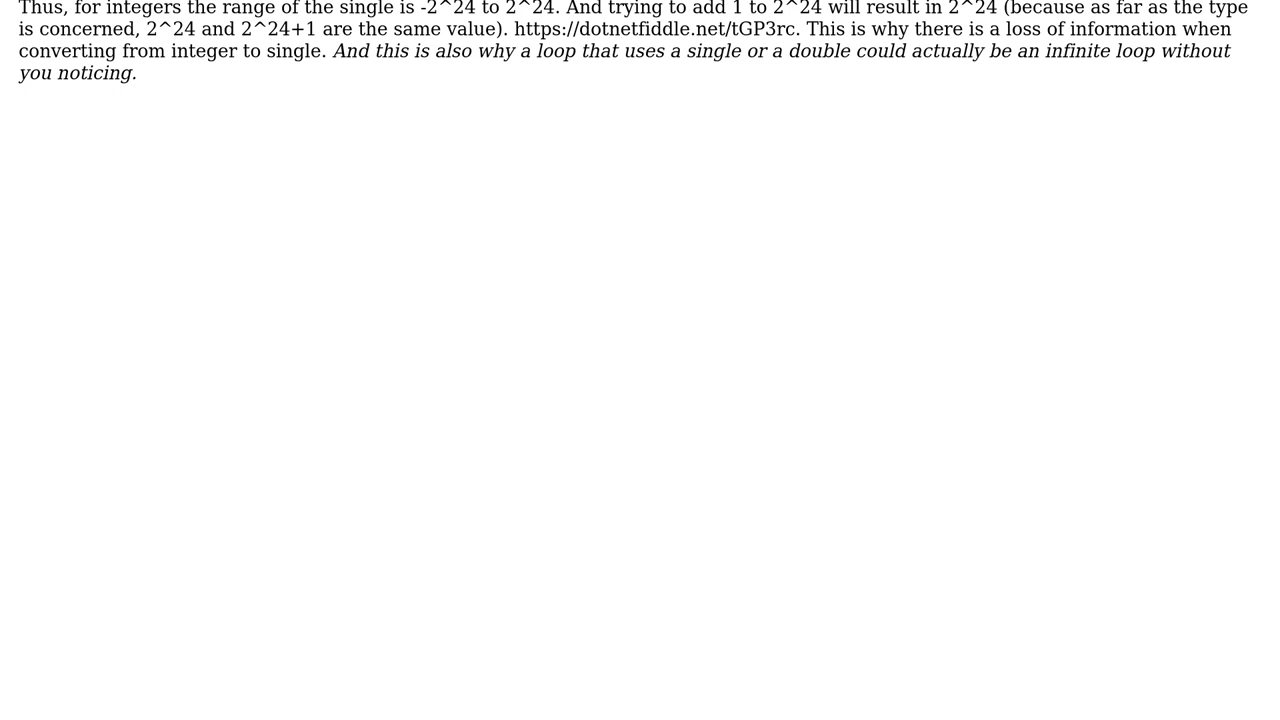 Thus, for integers the range of the single is -2^24 to 2^24. And trying to add 1 to 2^24 will result in 2^24 (because as far as the type
is concerned, 2^24 and 2^24+1 are the same value). https://dotnetfiddle.net/tGP3rc. This is why there is a loss of information when
converting from integer to single. And this is also why a loop that uses a single or a double could actually be an infinite loop without
you noticing.